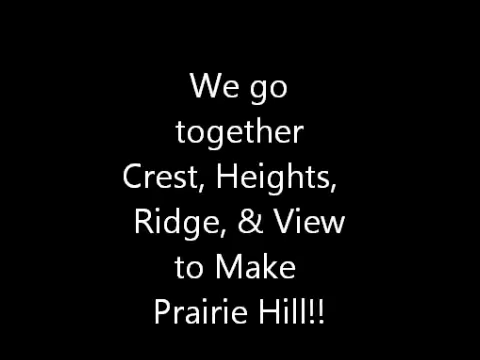 We go
together
Crest, Heights,
Ridge, & View
to Make
Prairie Hill!!